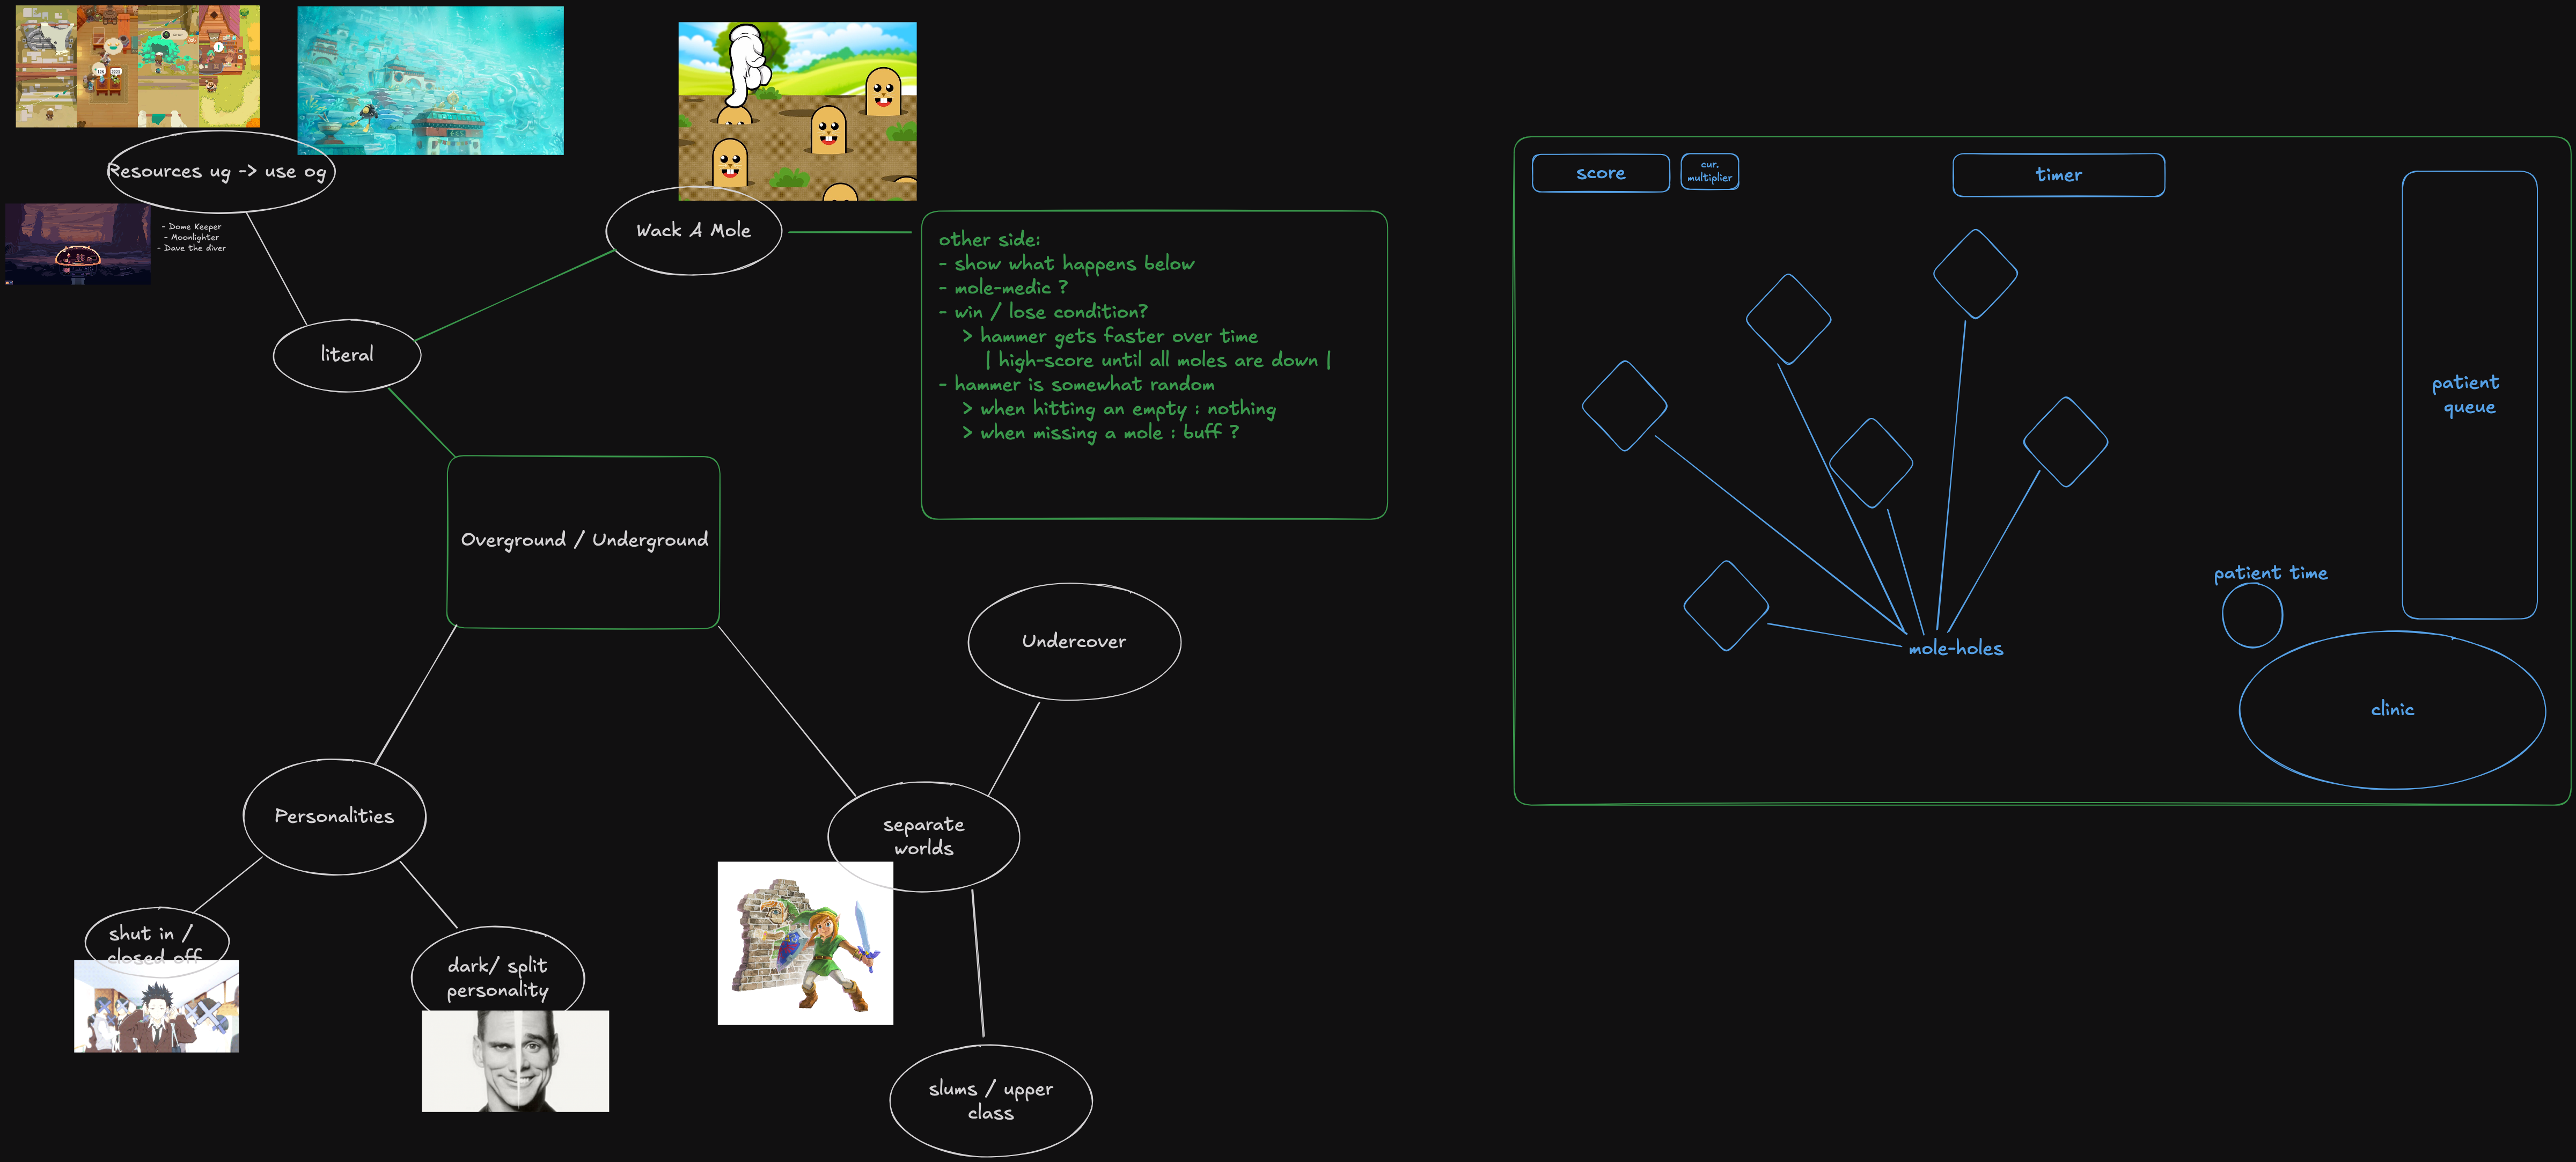 Resources ug -> use og
- Dome Keeper
- Moonlighter
- Dave the diver
literal
Wack A Mole
other side:
- show what happens below
- mole-medic ?
- win / lose condition?
> hammer gets faster over time
| high-score until all moles are down |
- hammer is somewhat random
> when hitting an empty : nothing
> when missing a mole : buff ?
Overground / Underground
Undercover
Personalities
separate
worlds
shut in /
closed off
dark/ split
personality
slums / upper
class
score
cur.
multiplier
timer
patient
queue
patient time
mole-holes
clinic